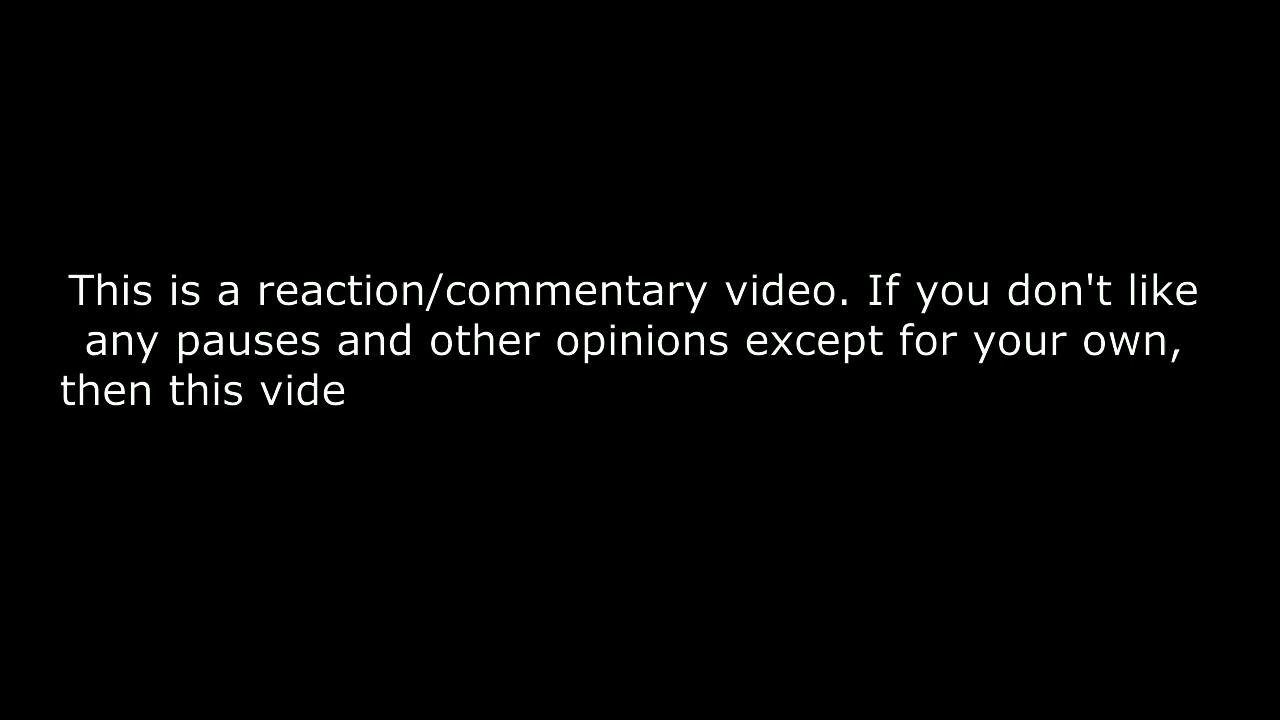 This is a reaction/commentary video. If you don't like
any pauses and other opinions except for your own,
then this vide